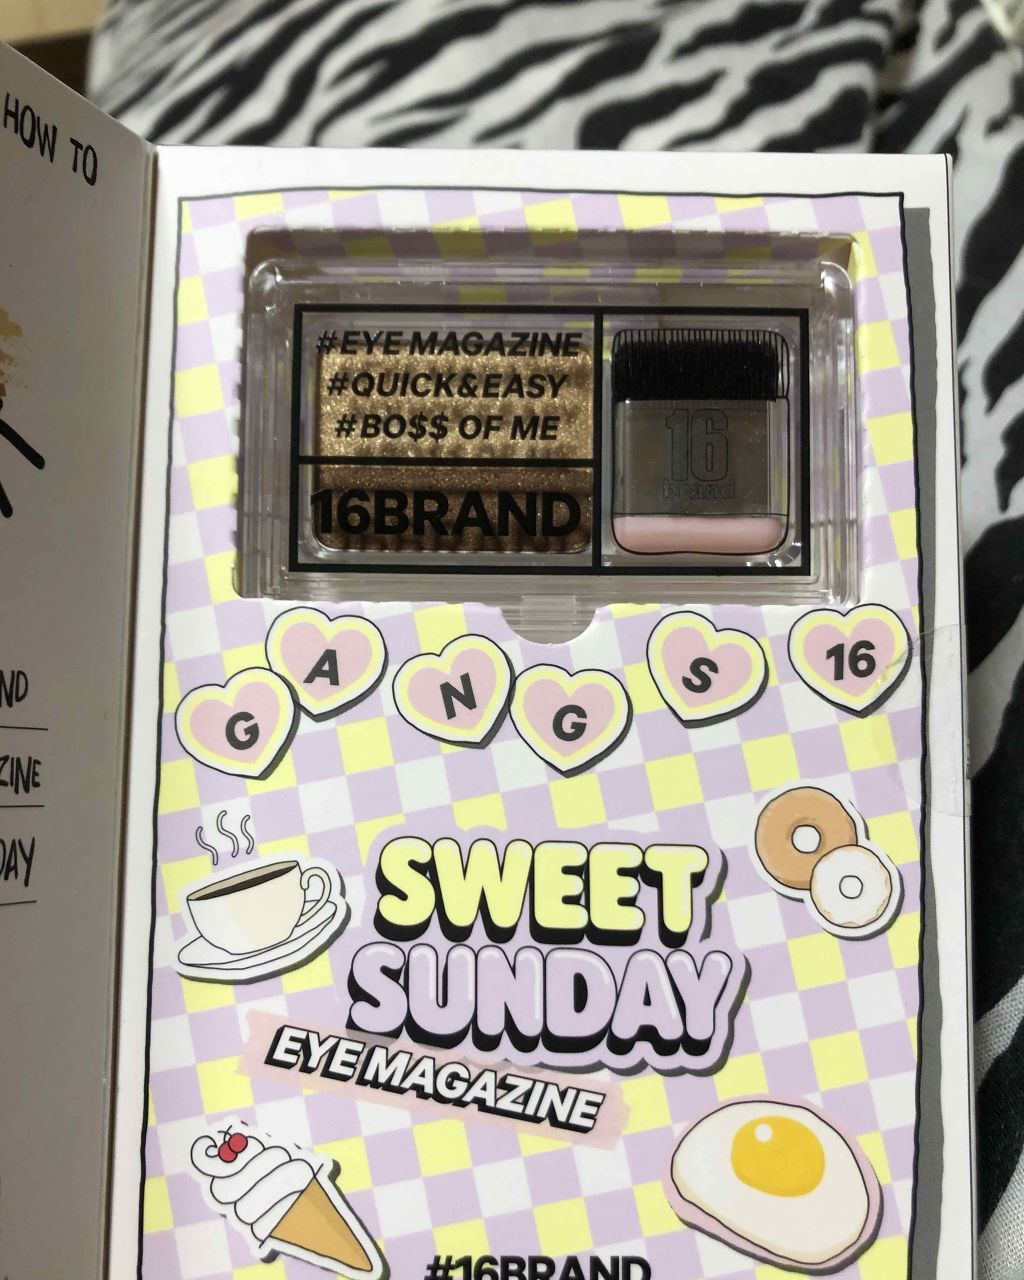 HOW TO
ND
ZINE
DAY
#EYE MAGAZINE
#QUICK&EASY
#BO$$ OF ME
16BRAND
16
brand
GANGS 16
SWEET
SUNDAY
EYE MAGAZINE
#16BRAND